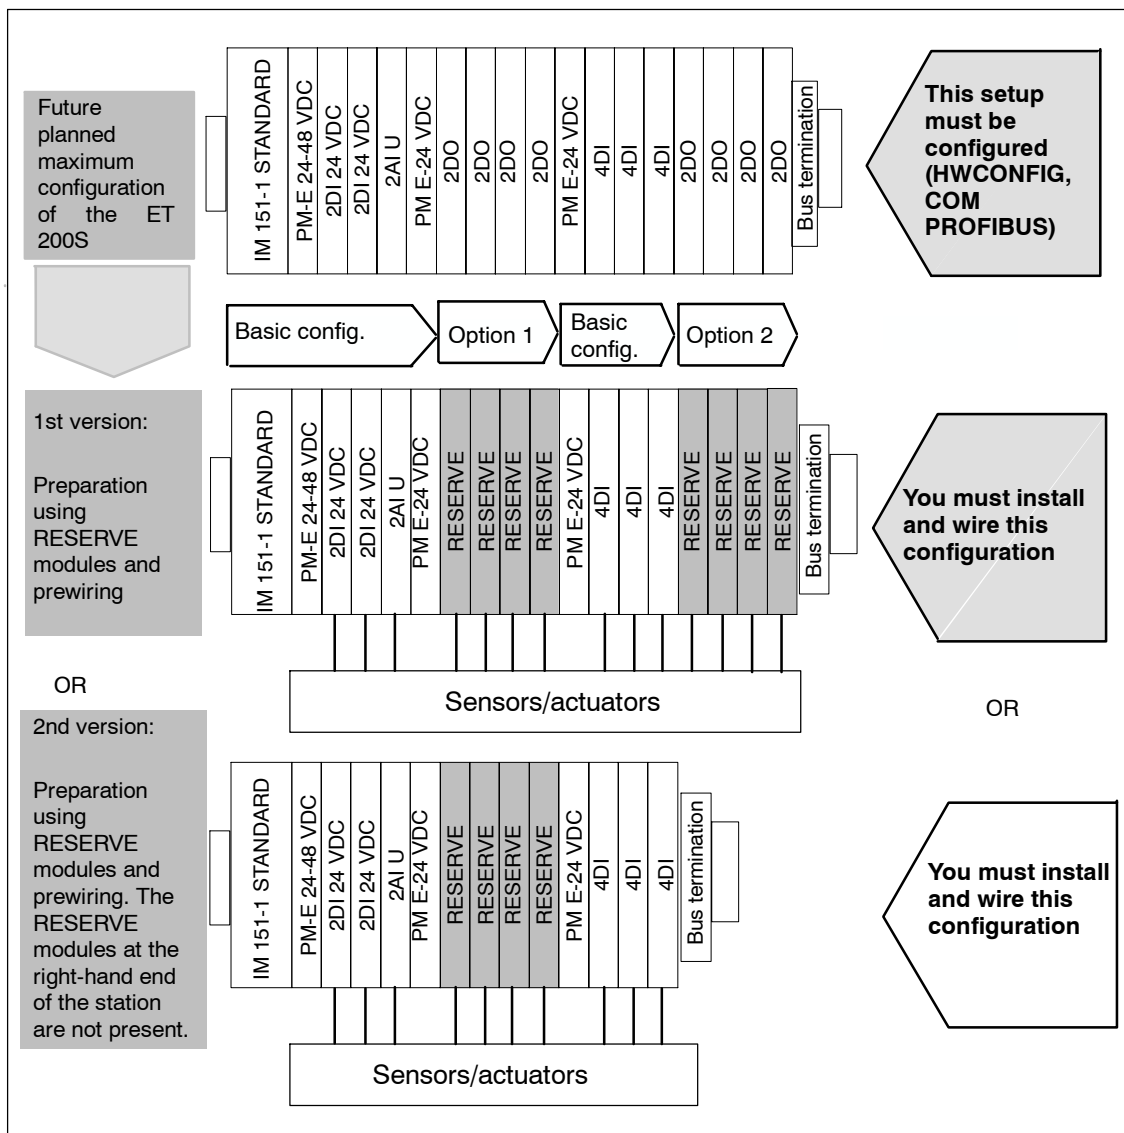 Future
planned
maximum
configuration
of the ET
200S
IM 151-1 STANDARD
PM-E 24-48 VDC
2DI 24 VDC
2DI 24 VDC
2AI U
PM E-24 VDC
2DO
2DO
2DO
2DO
PM E-24 VDC
4DI
4DI
4DI
2DO
2DO
2DO
2DO
Bus termination
This setup
must be
configured
(HWCONFIG,
COM
PROFIBUS)
Basic config.
Option 1
Basic
config.
Option 2
1st version:
Preparation
using
RESERVE
modules and
prewiring
IM 151-1 STANDARD
PM-E 24-48 VDC
2DI 24 VDC
2DI 24 VDC
2AI U
PM E-24 VDC
RESERVE
RESERVE
RESERVE
RESERVE
PM E-24 VDC
4DI
4DI
4DI
RESERVE
RESERVE
RESERVE
RESERVE
Bus termination
You must install
and wire this
configuration
Sensors/actuators
OR
OR
2nd version:
Preparation
using
RESERVE
modules and
prewiring. The
RESERVE
modules at the
right-hand end
of the station
are not present.
IM 151-1 STANDARD
PM-E 24-48 VDC
2DI 24 VDC
2DI 24 VDC
2AI U
PM E-24 VDC
RESERVE
RESERVE
RESERVE
RESERVE
PM E-24 VDC
4DI
4DI
4DI
Bus termination
You must install
and wire this
configuration
Sensors/actuators